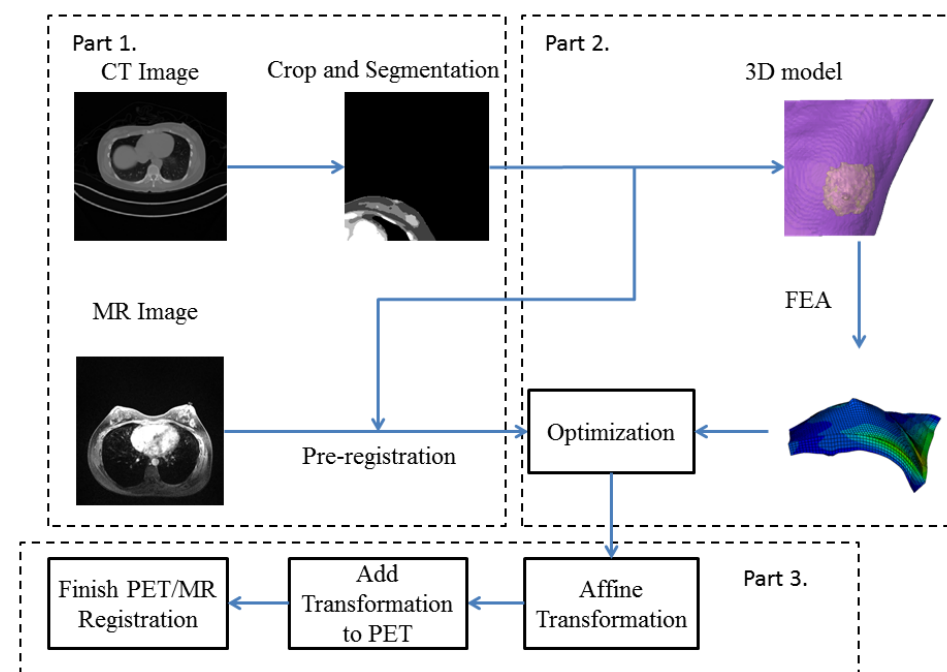 Part 1.
CT Image
Crop and Segmentation
MR Image
Pre-registration
Part 2.
3D model
FEA
Optimization
Part 3.
Affine
Transformation
Add
Transformation
to PET
Finish PET/MR
Registration